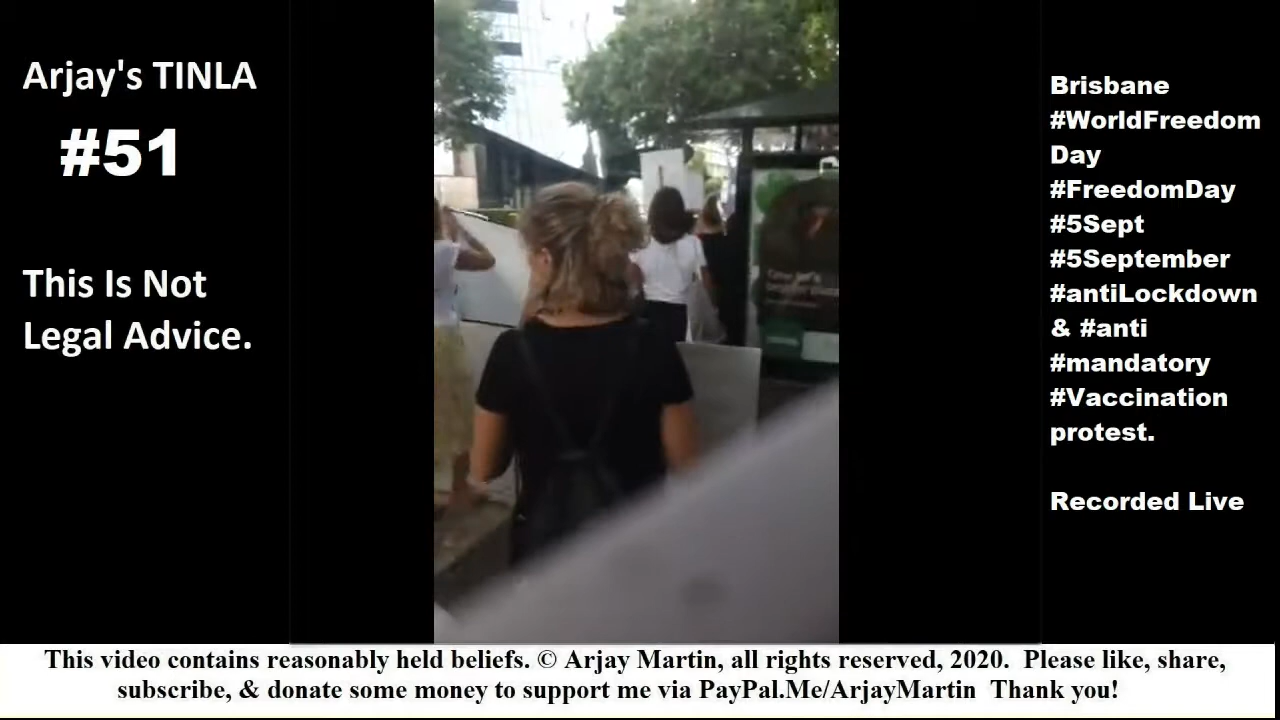 Arjay's TINLA
#51
This Is Not
Legal Advice.
Brisbane
#WorldFreedom
Day
#FreedomDay
#5Sept
#5September
#antiLockdown
& #anti
#mandatory
#Vaccination
protest.
Recorded Live
This video contains reasonably held beliefs. © Arjay Martin, all rights reserved, 2020.  Please like, share,
subscribe, & donate some money to support me via PayPal.Me/ArjayMartin  Thank you!